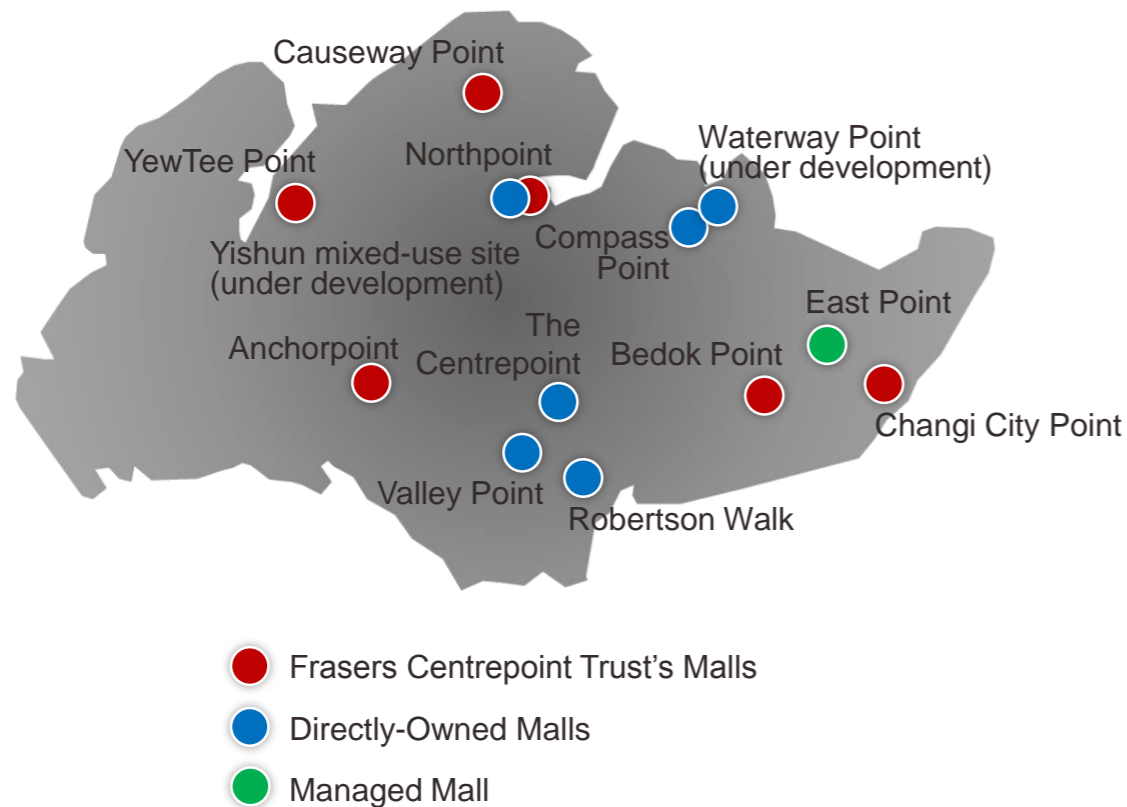 Causeway Point
Waterway Point
(under development)
YewTee Point
Northpoint
Compass
Point
Yishun mixed-use site
(under development)
East Point
The
Centrepoint
Anchorpoint
Bedok Point
Changi City Point
Valley Point
Robertson Walk
Frasers Centrepoint Trust’s Malls
Directly-Owned Malls
Managed Mall